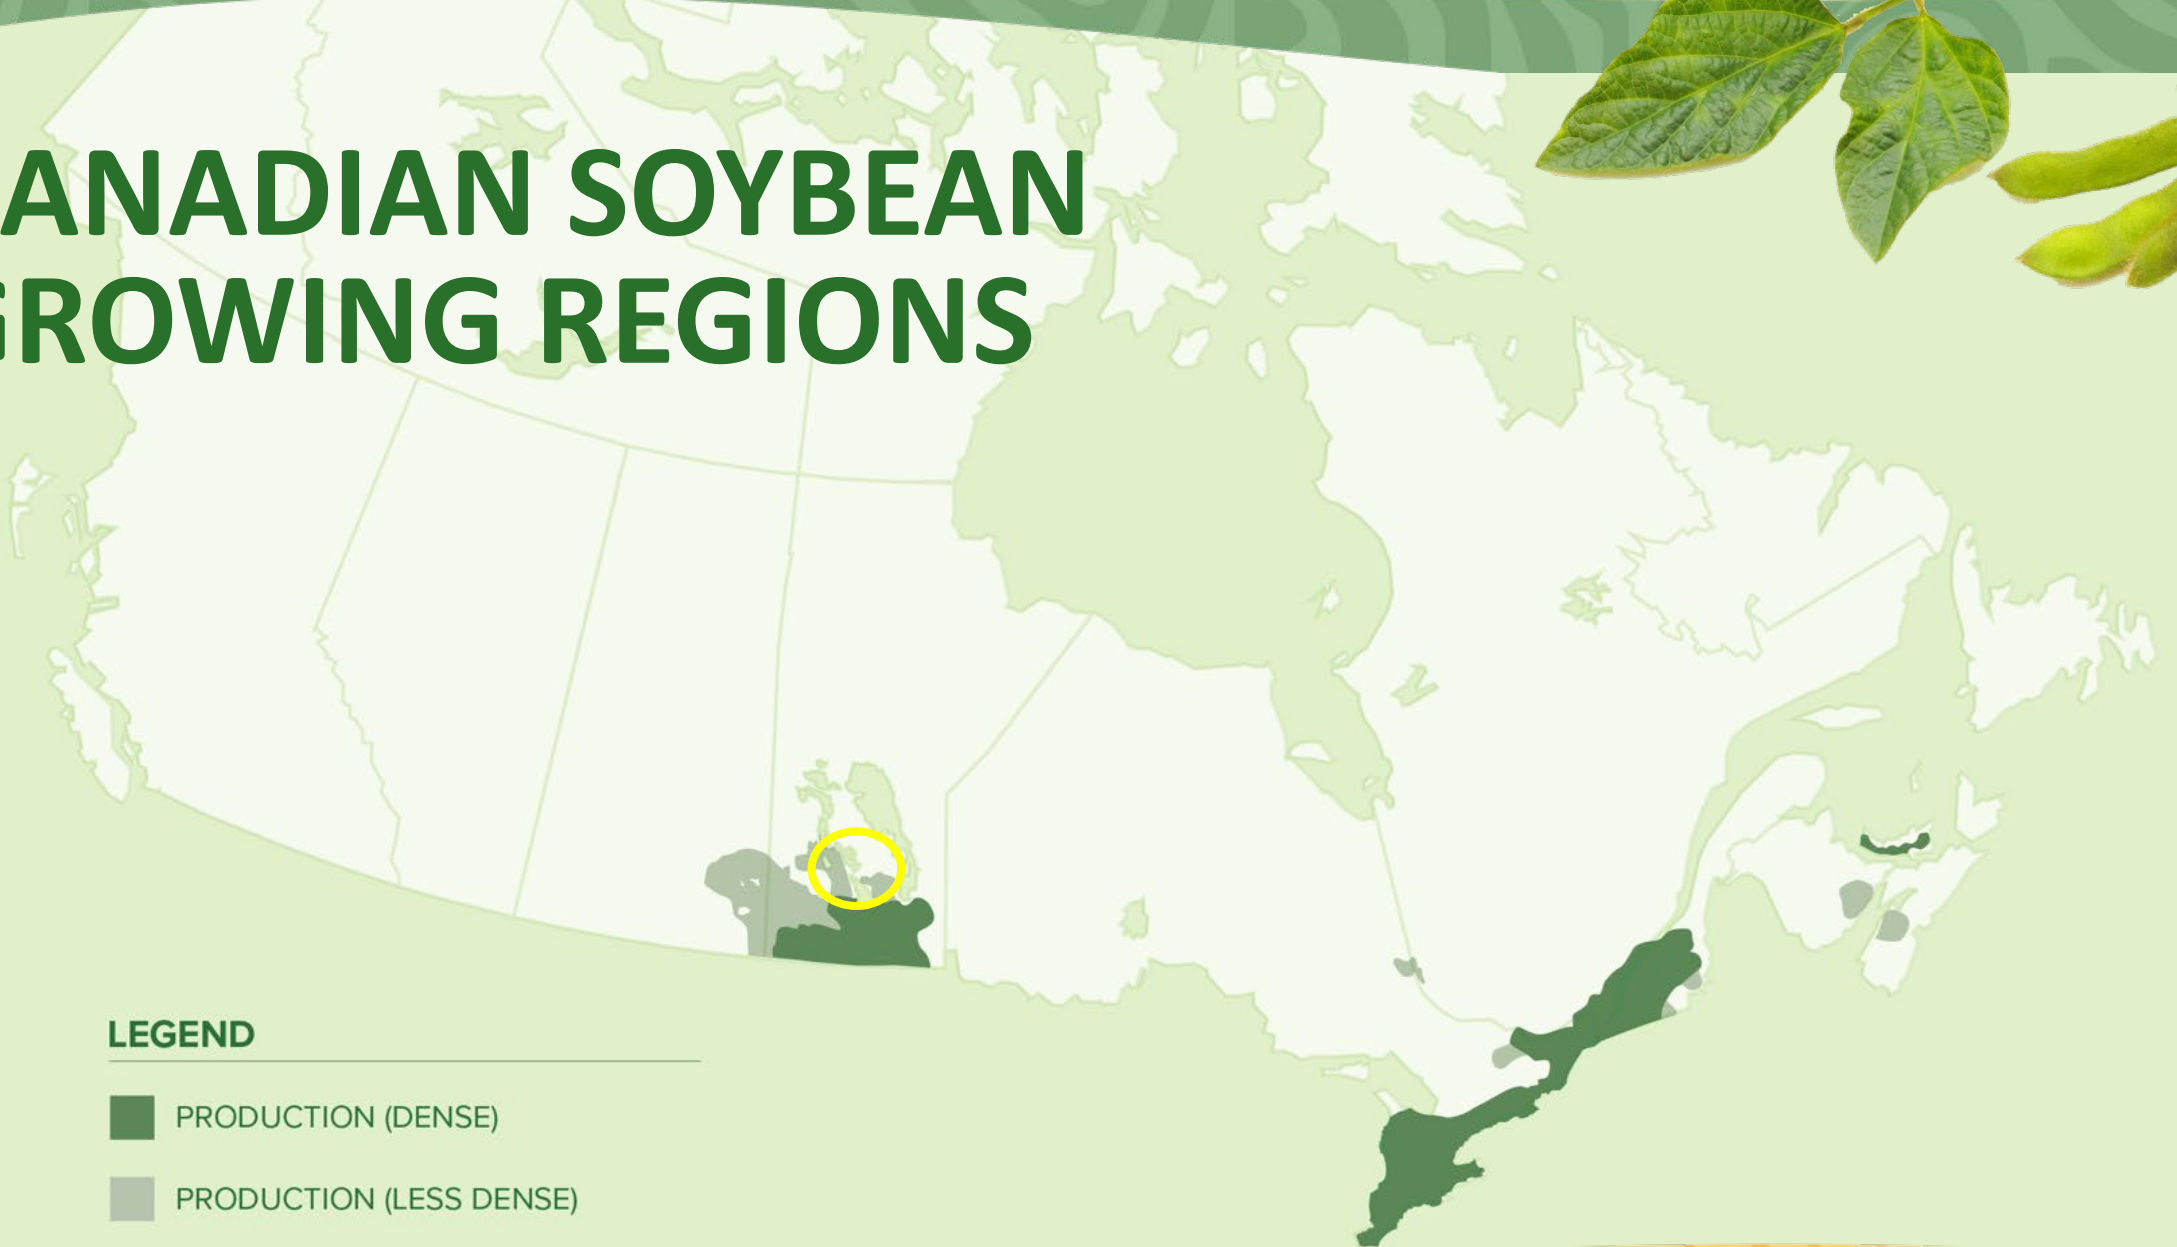 ANADIAN SOYBEAN
GROWING REGIONS
LEGEND
PRODUCTION (DENSE)
PRODUCTION (LESS DENSE)